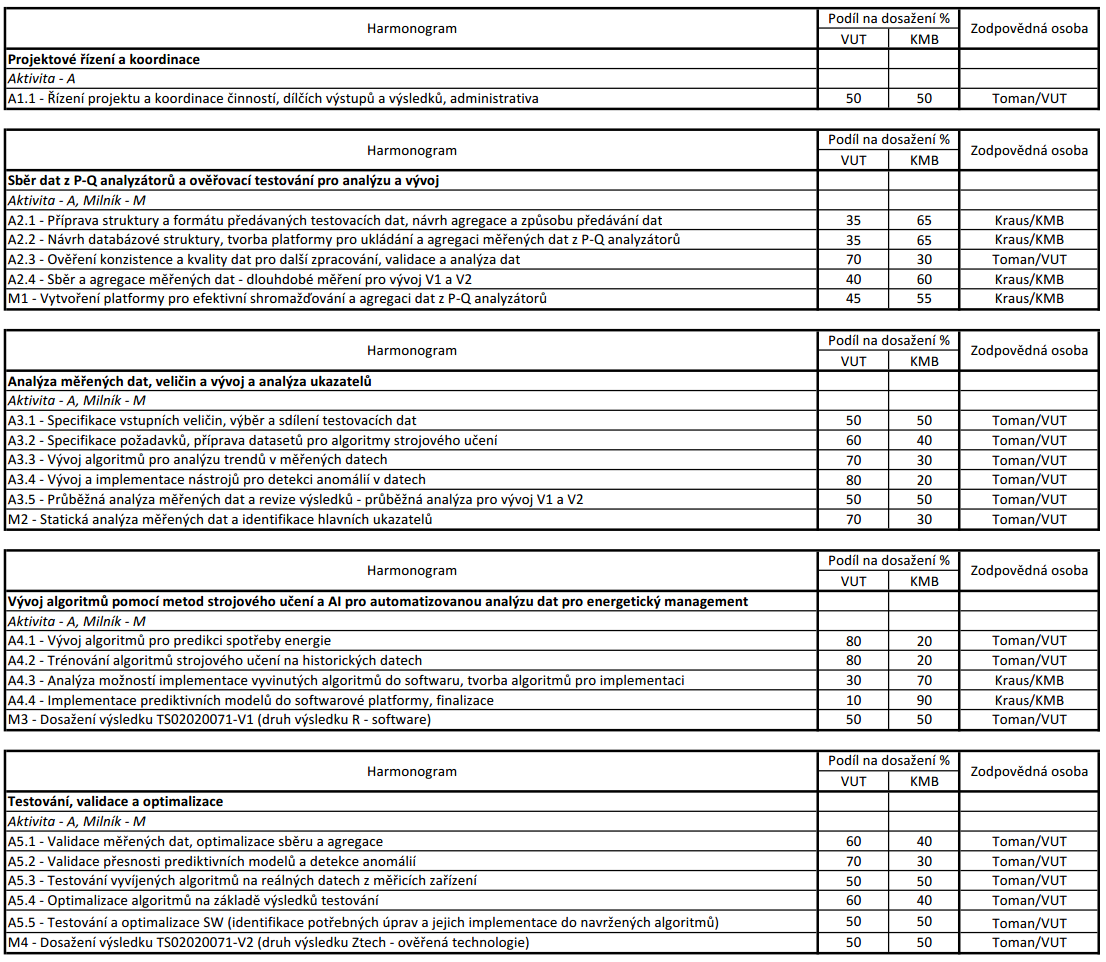 Harmonogram Podíl na dosažení % Zodpovědná osoba
VUT KMB
Projektové řízení a koordinace
Aktivita - A
A1.1 - Řízení projektu a koordinace činností, dílčích výstupů a výsledků, administrativa 50 50 Toman/VUT
Harmonogram Podíl na dosažení % Zodpovědná osoba
VUT KMB
Sběr dat z P-Q analyzátorů a ověřovací testování pro analýzu a vývoj
Aktivita - A, Milník - M
A2.1 - Příprava struktury a formátu předávaných testovacích dat, návrh agregace a způsobu předávání dat 35 65 Kraus/KMB
A2.2 - Návrh databázové struktury, tvorba platformy pro ukládání a agregaci měřených dat z P-Q analyzátorů 35 65 Kraus/KMB
A2.3 - Ověření konzistence a kvality dat pro další zpracování, validace a analýza dat 70 30 Toman/VUT
A2.4 - Sběr a agregace měřených dat - dlouhdobé měření pro vývoj V1 a V2 40 60 Kraus/KMB
M1 - Vytvoření platformy pro efektivní shromažďování a agregaci dat z P-Q analyzátorů 45 55 Kraus/KMB
Harmonogram Podíl na dosažení % Zodpovědná osoba
VUT KMB
Analýza měřených dat, veličin a vývoj a analýza ukazatelů
Aktivita - A, Milník - M
A3.1 - Specifikace vstupních veličin, výběr a sdílení testovacích dat 50 50 Toman/VUT
A3.2 - Specifikace požadavků, příprava datasetů pro algoritmy strojového učení 60 40 Toman/VUT
A3.3 - Vývoj algoritmů pro analýzu trendů v měřených datech 70 30 Toman/VUT
A3.4 - Vývoj a implementace nástrojů pro detekci anomálií v datech 80 20 Toman/VUT
A3.5 - Průběžná analýza měřených dat a revize výsledků - průběžná analýza pro vývoj V1 a V2 50 50 Toman/VUT
M2 - Statická analýza měřených dat a identifikace hlavních ukazatelů 70 30 Toman/VUT
Harmonogram Podíl na dosažení % Zodpovědná osoba
VUT KMB
Vývoj algoritmů pomocí metod strojového učení a AI pro automatizovanou analýzu dat pro energetický management
Aktivita - A, Milník - M
A4.1 - Vývoj algoritmů pro predikci spotřeby energie 80 20 Toman/VUT
A4.2 - Trénování algoritmů strojového učení na historických datech 80 20 Toman/VUT
A4.3 - Analýza možností implementace vyvinutých algoritmů do softwaru, tvorba algoritmů pro implementaci 30 70 Kraus/KMB
A4.4 - Implementace prediktivních modelů do softwarové platformy, finalizace 10 90 Kraus/KMB
M3 - Dosažení výsledku TS02020071-V1 (druh výsledku R - software) 50 50 Toman/VUT
Harmonogram Podíl na dosažení % Zodpovědná osoba
VUT KMB
Testování, validace a optimalizace
Aktivita - A, Milník - M
A5.1 - Validace měřených dat, optimalizace sběru a agregace 60 40 Toman/VUT
A5.2 - Validace přesnosti prediktivních modelů a detekce anomálií 70 30 Toman/VUT
A5.3 - Testování vyvíjených algoritmů na reálných datech z měřicích zařízení 50 50 Toman/VUT
A5.4 - Optimalizace algoritmů na základě výsledků testování 60 40 Toman/VUT
A5.5 - Testování a optimalizace SW (identifikace potřebných úprav a jejich implementace do navržených algoritmů) 50 50 Toman/VUT
M4 - Dosažení výsledku TS02020071-V2 (druh výsledku Ztech - ověřená technologie) 50 50 Toman/VUT